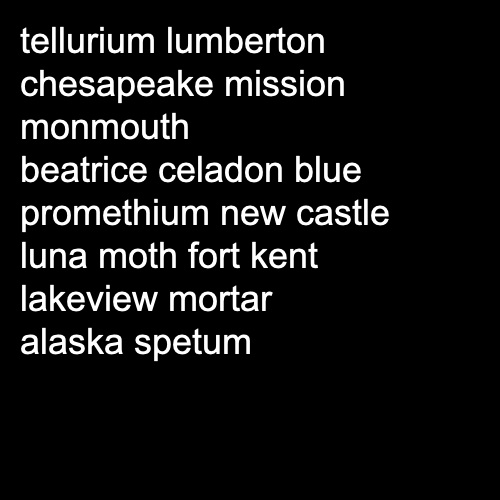 tellurium lumberton
chesapeake mission
monmouth
beatrice celadon blue
promethium new castle
luna moth fort kent
lakeview mortar
alaska spetum